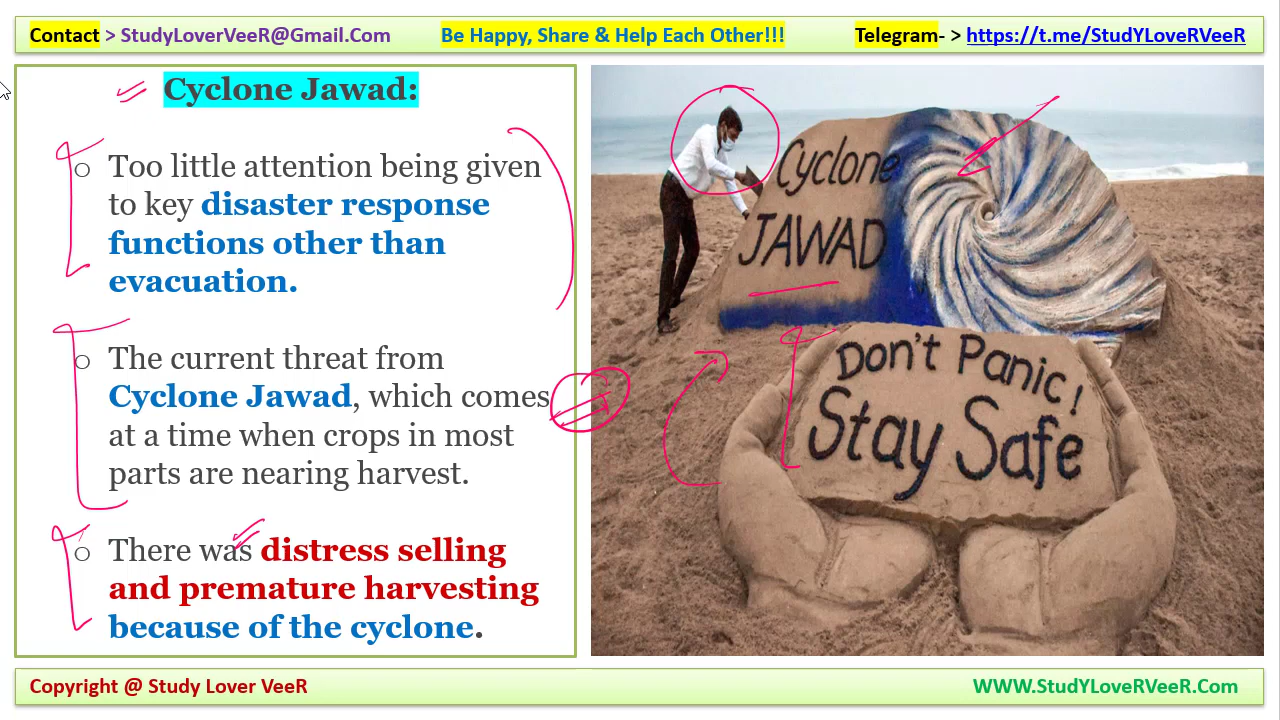 Contact > StudyLoverVeeR@Gmail.Com
Be Happy, Share & Help Each Other!!!
Telegram- > https://t.me/StudYLoveRVeeR
Cyclone Jawad:
o Too little attention being given
to key disaster response
functions other than
evacuation.
o The current threat from
Cyclone Jawad, which comes
at a time when crops in most
parts are nearing harvest.
o There was distress selling
and premature harvesting
because of the cyclone.
Cyclone
JAWAD
Don't Panic!
Stay Safe
Copyright @ Study Lover VeeR
WWW.StudYLoveRVeeR.Com